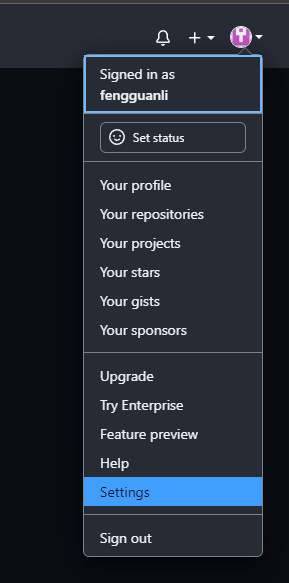 Signed in as
fengguanli
Set status
Your profile
Your repositories
Your projects
Your stars
Your gists
Your sponsors
Upgrade
Try Enterprise
Feature preview
Help
Settings
Sign out